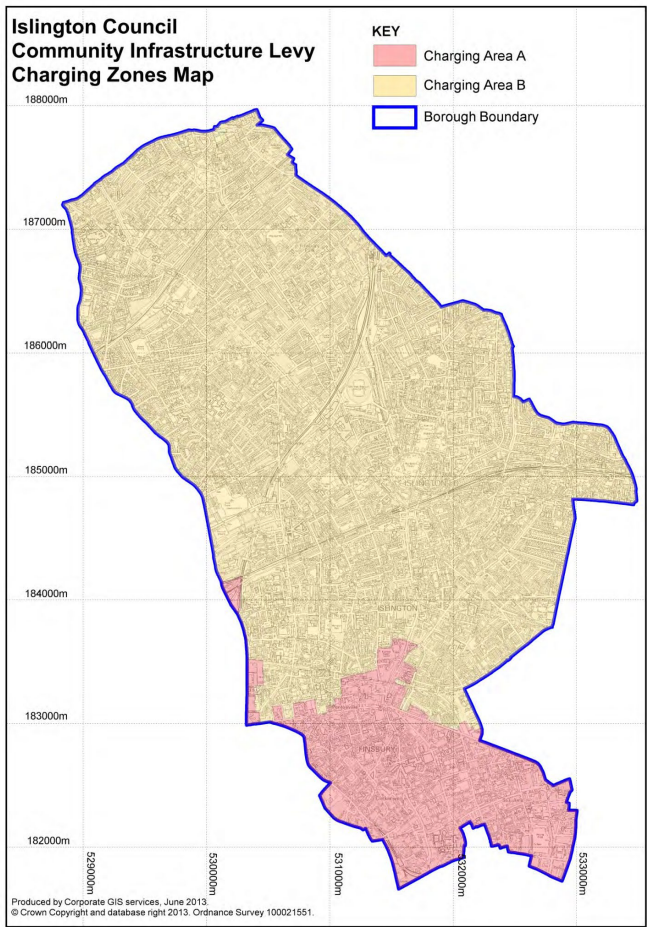 Islington Council
Community Infrastructure Levy
Charging Zones Map
KEY
Charging Area A
Charging Area B
Borough Boundary
188000m
187000m
186000m
185000m
ISLINGTON
184000m
ISLINGTON
183000m
FINSBURY
182000m
529000m
530000m
531000m
532000m
533000m
Produced by Corporate GIS services, June 2013.
© Crown Copyright and database right 2013. Ordnance Survey 100021551.